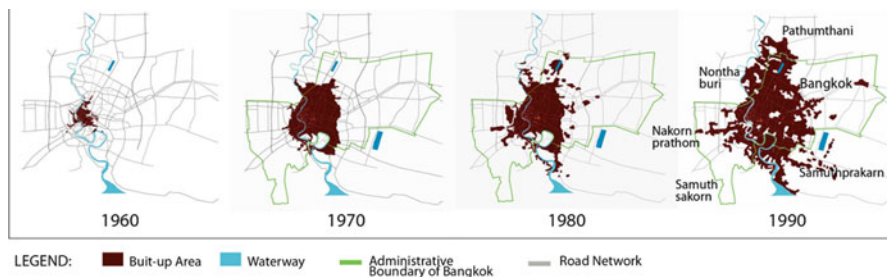 Pathumthani
Nontha
buri
Bangkok
Nakorn
prathom
Samuthprakarn
Samuth
sakorn
1960
1970
1980
1990
LEGEND:
Buit-up Area
Waterway
Administrative
Boundary of Bangkok
Road Network